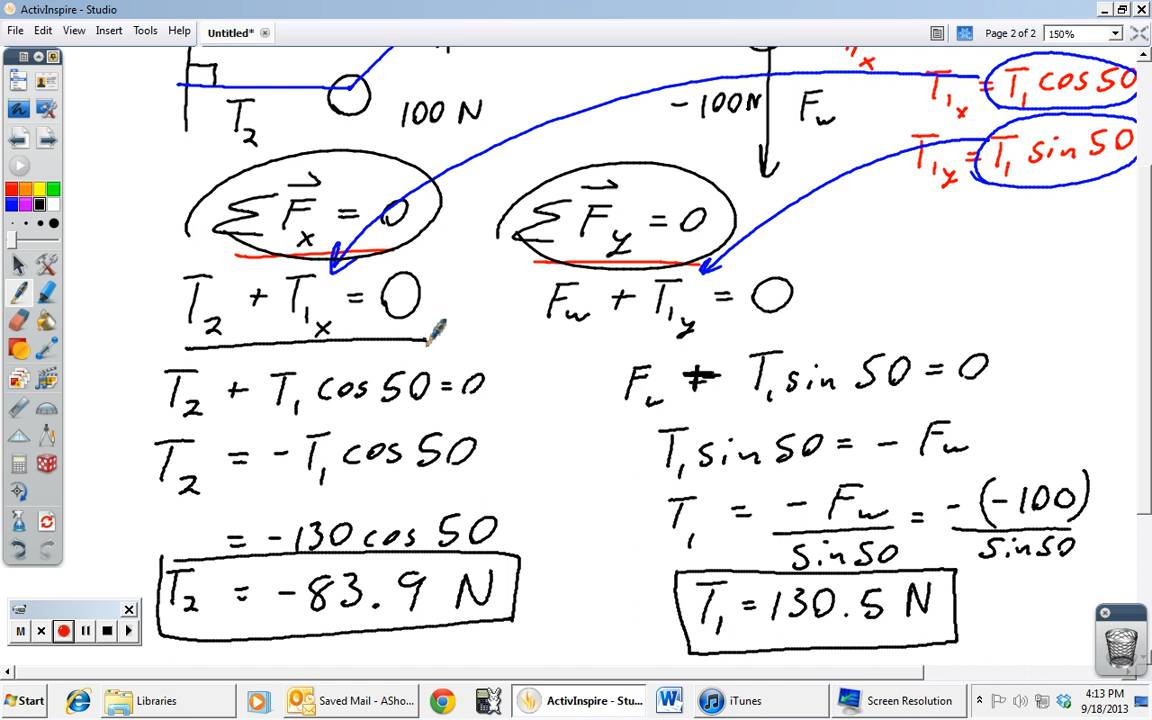 ActivInspire - Studio
File Edit View Insert Tools Help Untitled* Page 2 of 2 150%
x
T₂ 100 N -100N Fw
T₁x = T₁ cos 50
T₁y = T₁ sin 50
ΣF⃗x = 0 ΣF⃗y = 0
T₂ + T₁x = 0 Fw + T₁y = 0
T₂ + T₁ cos 50 = 0 Fw + T₁ sin 50 = 0
T₂ = -T₁ cos 50 T₁ sin 50 = - Fw
= -130 cos 50 T₁ = - Fw / sin 50 = -(-100) / sin 50
T₂ = -83.9 N T₁ = 130.5 N
M
Start Libraries Saved Mail - ASho... ActivInspire - Stu... iTunes Screen Resolution 4:13 PM
9/18/2013